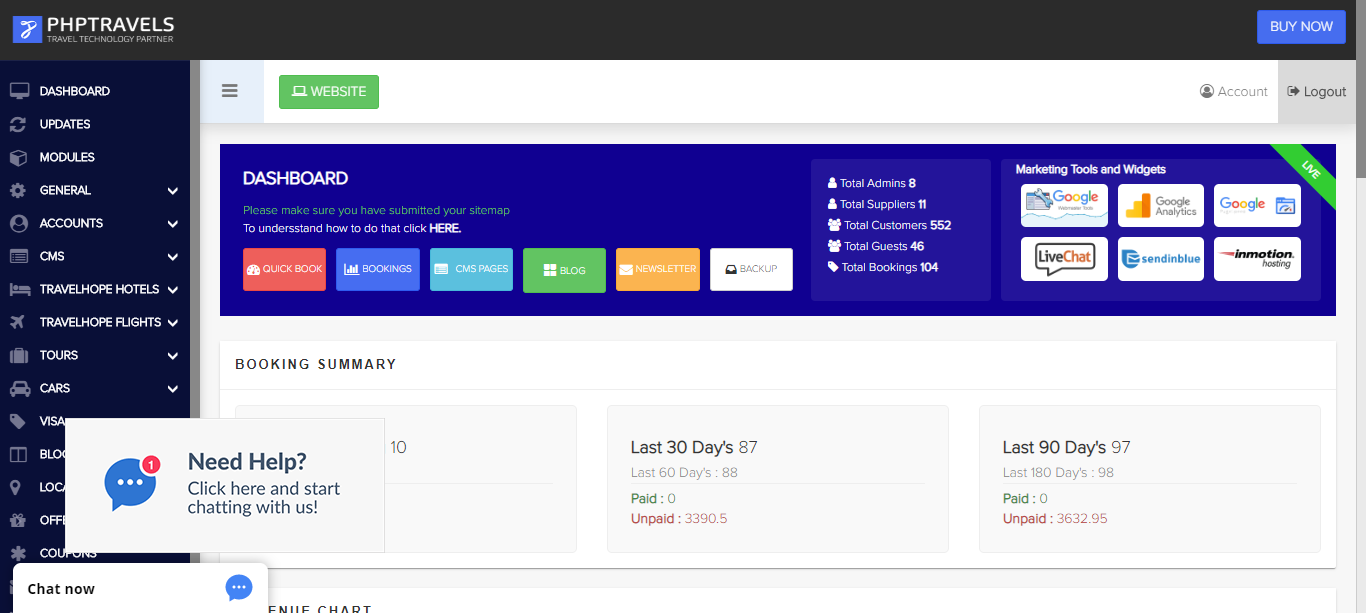 PHPTRAVELS
TRAVEL TECHNOLOGY PARTNER
BUY NOW
DASHBOARD
UPDATES
MODULES
GENERAL
ACCOUNTS
CMS
TRAVELHOPE HOTELS
TRAVELHOPE FLIGHTS
TOURS
CARS
VISA
COUPONS
WEBSITE
Account
Logout
DASHBOARD
Please make sure you have submitted your sitemap
To undersstand how to do that click HERE.
QUICK BOOK
BOOKINGS
CMS PAGES
BLOG
NEWSLETTER
BACKUP
Total Admins 8
Total Suppliers 11
Total Customers 552
Total Guests 46
Total Bookings 104
Marketing Tools and Widgets
LIVE
Google
Webmaster Tools
Google
Analytics
Google
LiveChat
sendinblue
inmotion
hosting
BOOKING SUMMARY
10
Last 30 Day's 87
Last 60 Day's : 88
Paid : 0
Unpaid : 3390.5
Last 90 Day's 97
Last 180 Day's : 98
Paid : 0
Unpaid : 3632.95
1
Need Help?
Click here and start
chatting with us!
Chat now
ENUE CHART